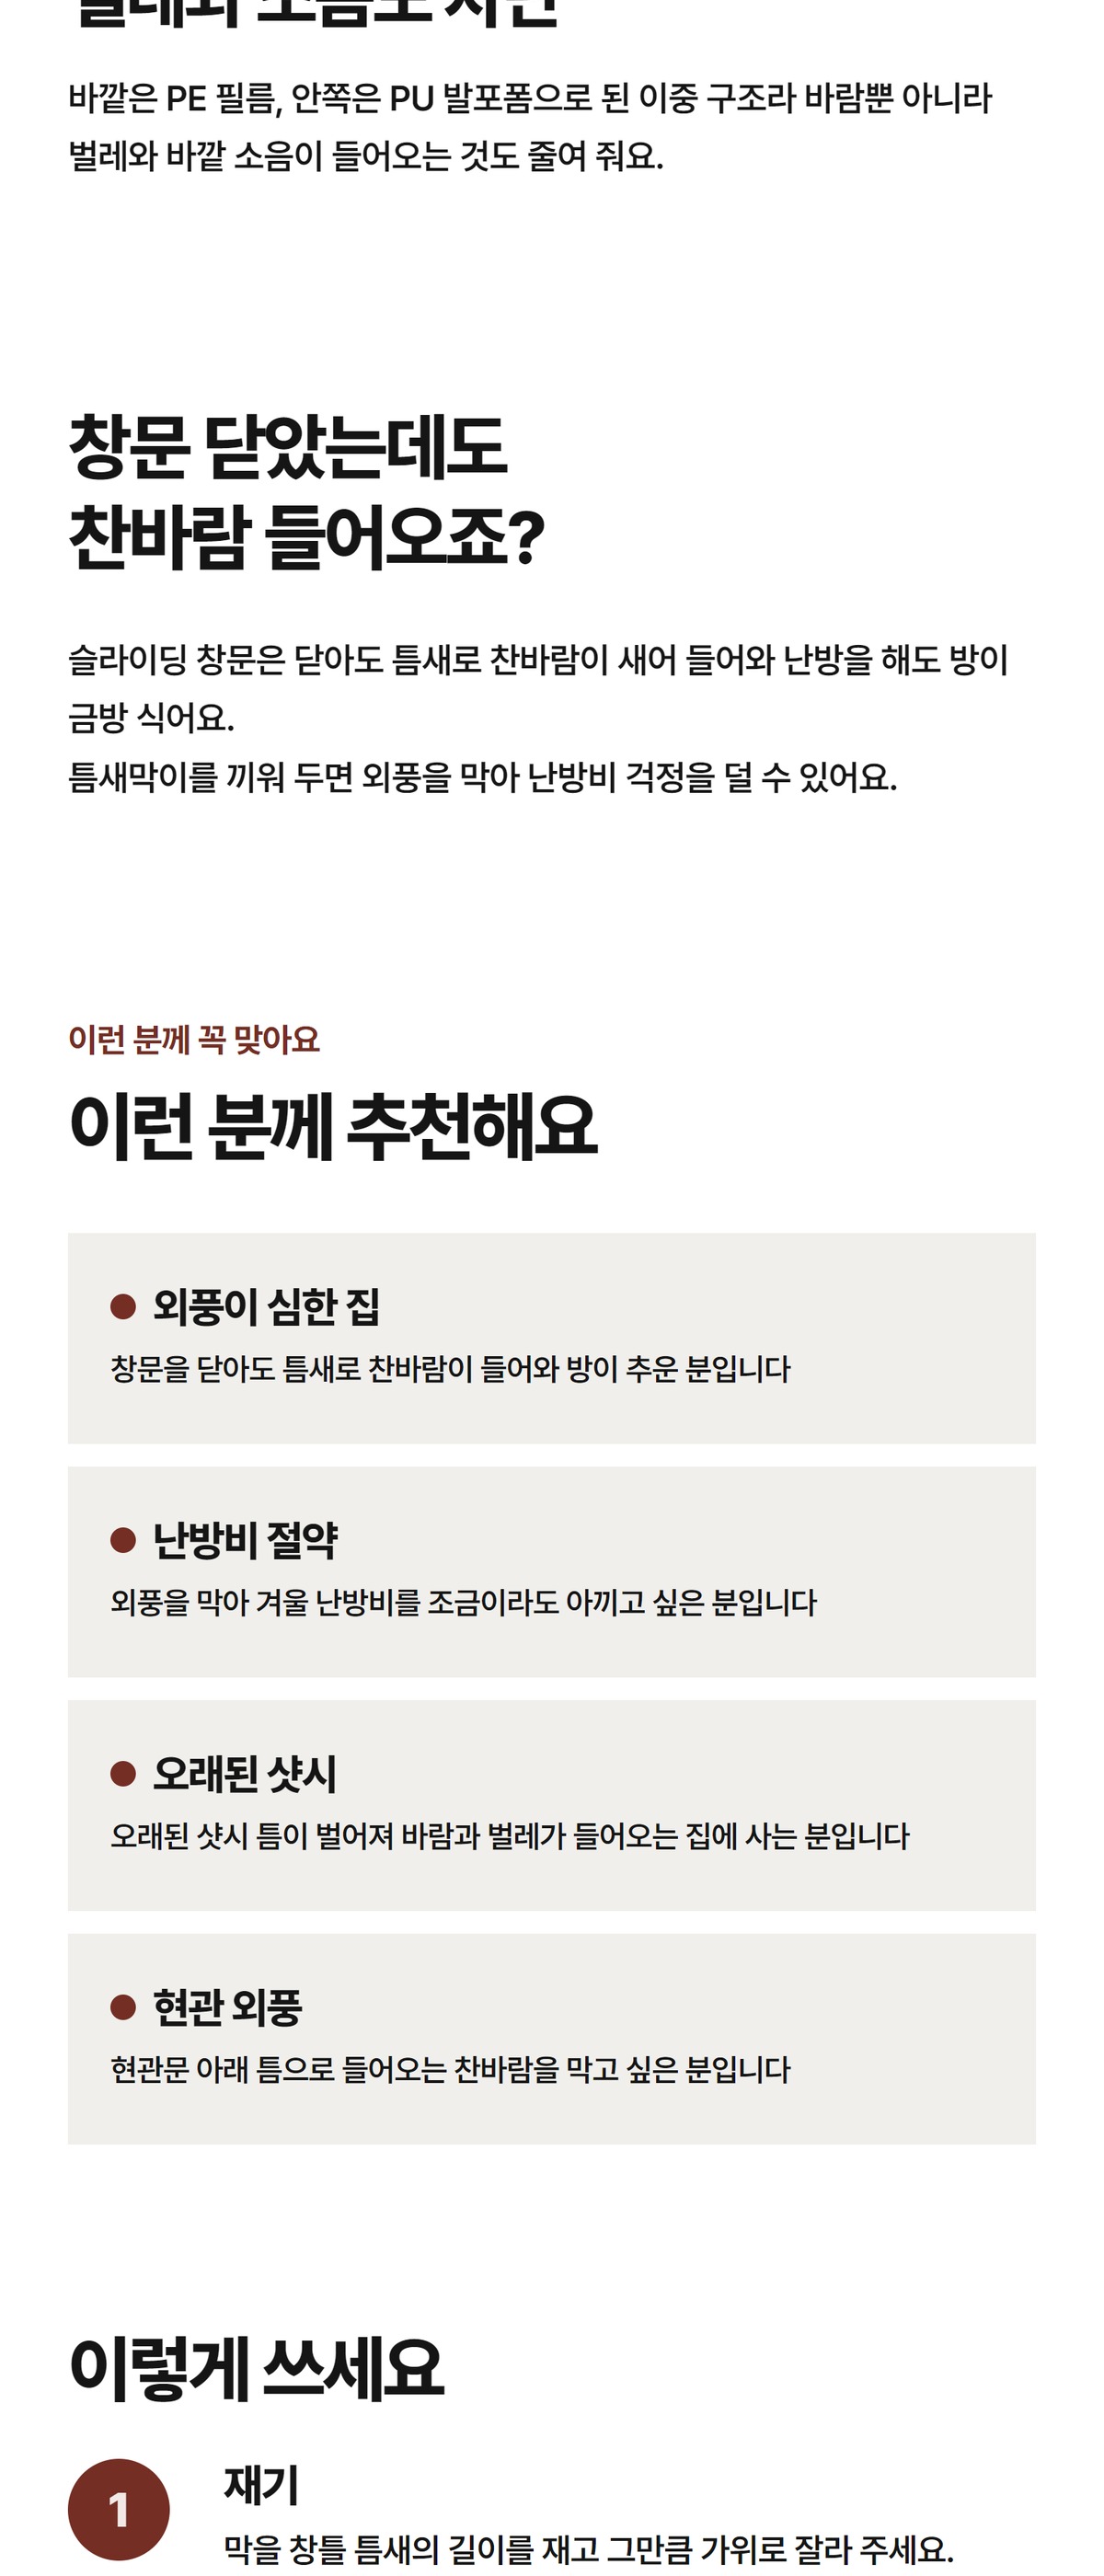 바깥은 PE 필름, 안쪽은 PU 발포폼으로 된 이중 구조라 바람뿐 아니라
벌레와 바깥 소음이 들어오는 것도 줄여 줘요.
창문 닫았는데도
찬바람 들어오죠?
슬라이딩 창문은 닫아도 틈새로 찬바람이 새어 들어와 난방을 해도 방이
금방 식어요.
틈새막이를 끼워 두면 외풍을 막아 난방비 걱정을 덜 수 있어요.
이런 분께 꼭 맞아요
이런 분께 추천해요
외풍이 심한 집
창문을 닫아도 틈새로 찬바람이 들어와 방이 추운 분입니다
난방비 절약
외풍을 막아 겨울 난방비를 조금이라도 아끼고 싶은 분입니다
오래된 샷시
오래된 샷시 틈이 벌어져 바람과 벌레가 들어오는 집에 사는 분입니다
현관 외풍
현관문 아래 틈으로 들어오는 찬바람을 막고 싶은 분입니다
이렇게 쓰세요
1
재기
막을 창틀 틈새의 길이를 재고 그만큼 가위로 잘라 주세요.